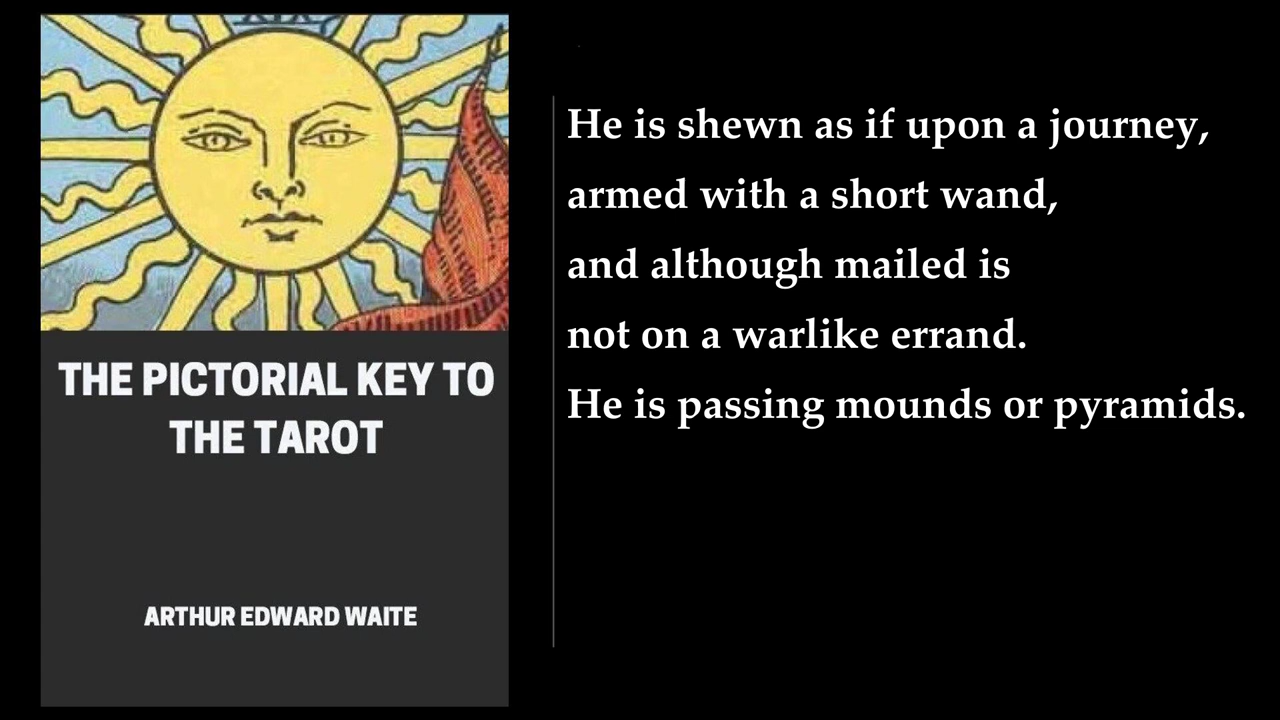 XIX
THE PICTORIAL KEY TO
THE TAROT
ARTHUR EDWARD WAITE
He is shewn as if upon a journey,
armed with a short wand,
and although mailed is
not on a warlike errand.
He is passing mounds or pyramids.